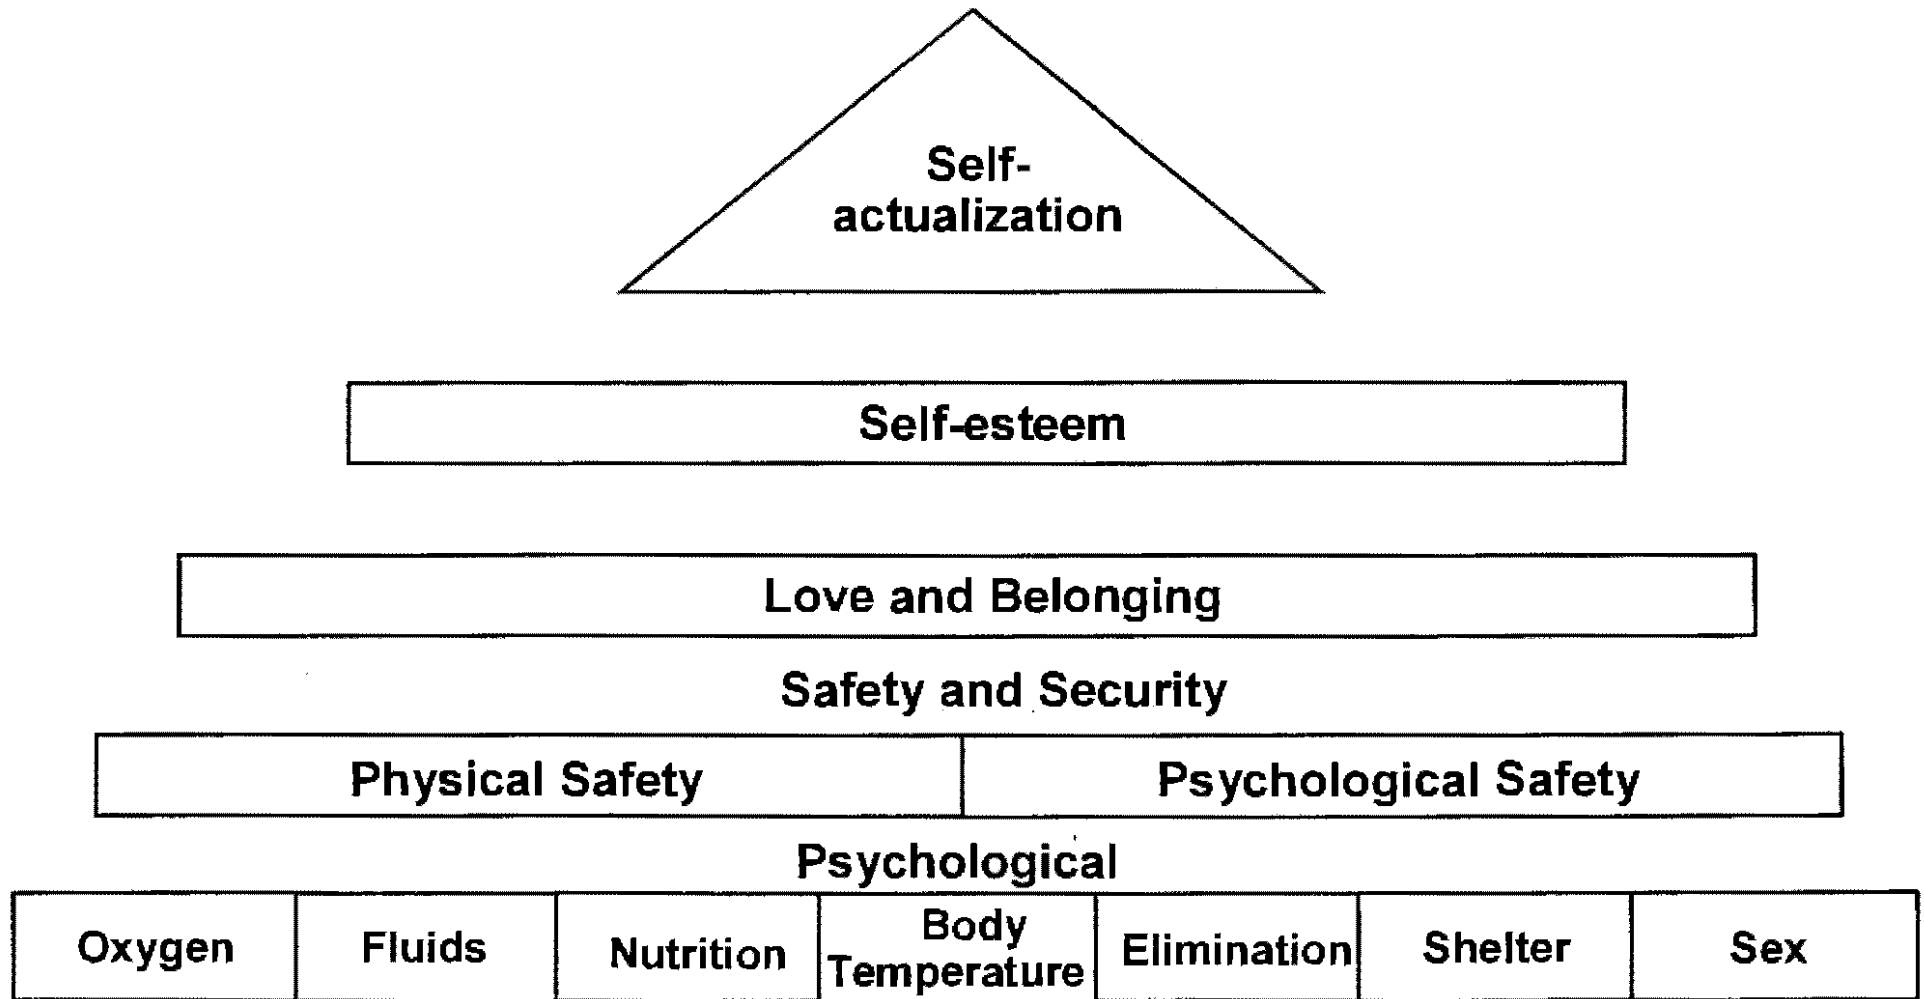 Self-
actualization
Self-esteem
Love and Belonging
Safety and Security
Physical Safety
Psychological Safety
Psychological
Oxygen
Fluids
Nutrition
Body
Temperature
Elimination
Shelter
Sex